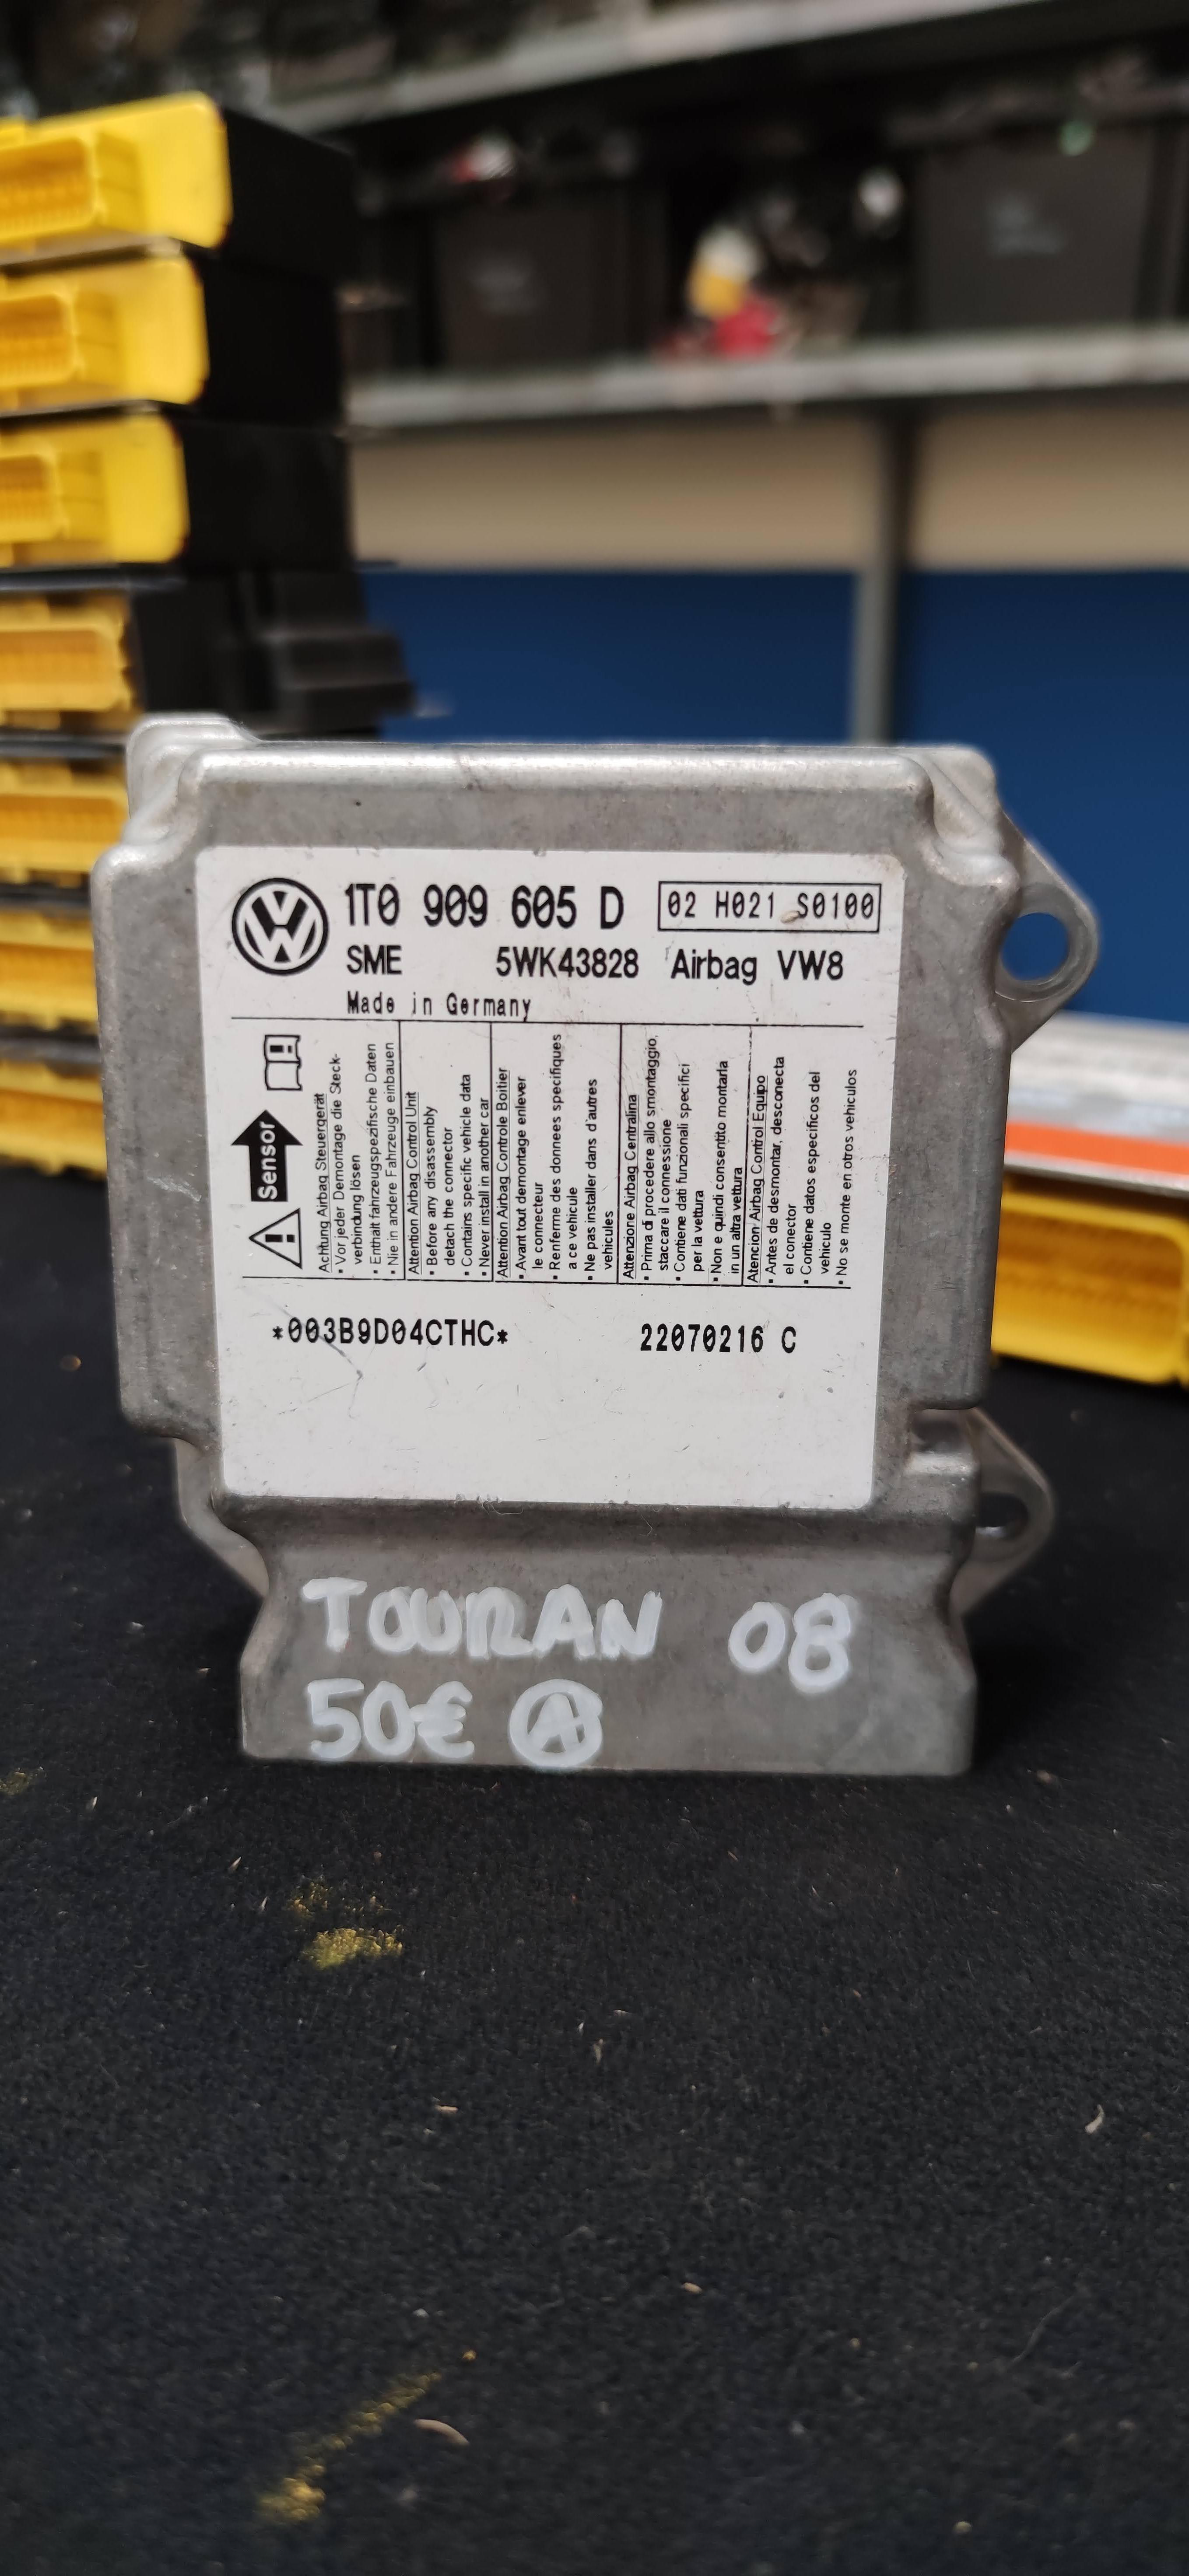 1T0 909 605 D
02 H021 S0100
SME 5WK43828 Airbag VW8
Made in Germany
Sensor
Achtung Airbag Steuergerät
• Vor jeder Demontage die Steck-
verbindung lösen
• Enthält fahrzeugspezifische Daten
• Nie in andere Fahrzeuge einbauen
Attention Airbag Control Unit
• Before any disassembly
detach the connector
• Contains specific vehicle data
• Never install in another car
Attention Airbag Controle Boitier
• Avant tout demontage enlever
le connecteur
• Renferme des donnees specifiques
a ce vehicule
• Ne pas installer dans d'autres
vehicules
Attenzione Airbag Centralina
• Prima di procedere allo smontaggio,
staccare il connessione
• Contiene dati funzionali specifici
per la vettura
• Non e quindi consentito montarla
in un altra vettura
Atencion Airbag Control Equipo
• Antes de desmontar, desconecta
el conector
• Contiene datos especificos del
vehiculo
• No se monte en otros vehiculos
*003B9D04CTHC* 22070216 C
TOURAN 08
50€ A